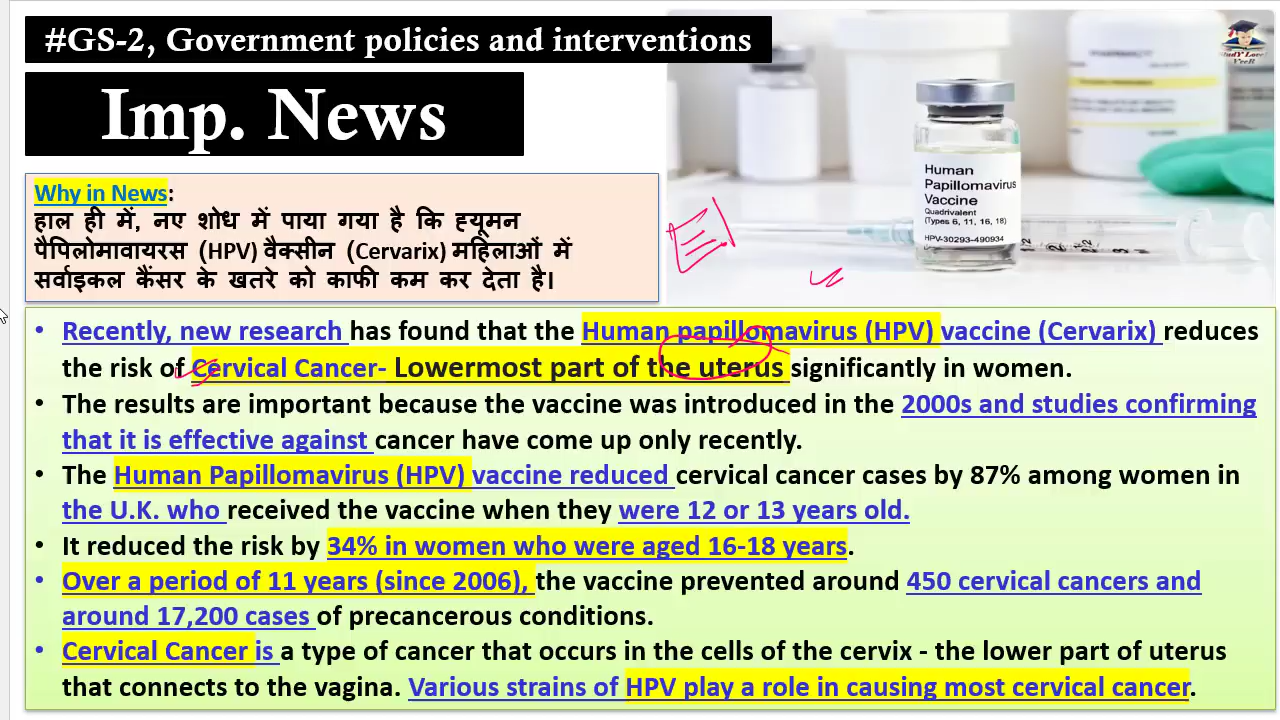 #GS-2, Government policies and interventions
Imp. News
StudY LoveR
VeeR
Human
Papillomavirus
Vaccine
Quadrivalent
(Types 6, 11, 16, 18)
HPV-30293-490934
Why in News:
हाल ही में, नए शोध में पाया गया है कि ह्यूमन
पैपिलोमावायरस (HPV) वैक्सीन (Cervarix) महिलाओं में
सर्वाइकल कैंसर के खतरे को काफी कम कर देता है।
• Recently, new research has found that the Human papillomavirus (HPV) vaccine (Cervarix) reduces
the risk of Cervical Cancer- Lowermost part of the uterus significantly in women.
• The results are important because the vaccine was introduced in the 2000s and studies confirming
that it is effective against cancer have come up only recently.
• The Human Papillomavirus (HPV) vaccine reduced cervical cancer cases by 87% among women in
the U.K. who received the vaccine when they were 12 or 13 years old.
• It reduced the risk by 34% in women who were aged 16-18 years.
• Over a period of 11 years (since 2006), the vaccine prevented around 450 cervical cancers and
around 17,200 cases of precancerous conditions.
• Cervical Cancer is a type of cancer that occurs in the cells of the cervix - the lower part of uterus
that connects to the vagina. Various strains of HPV play a role in causing most cervical cancer.